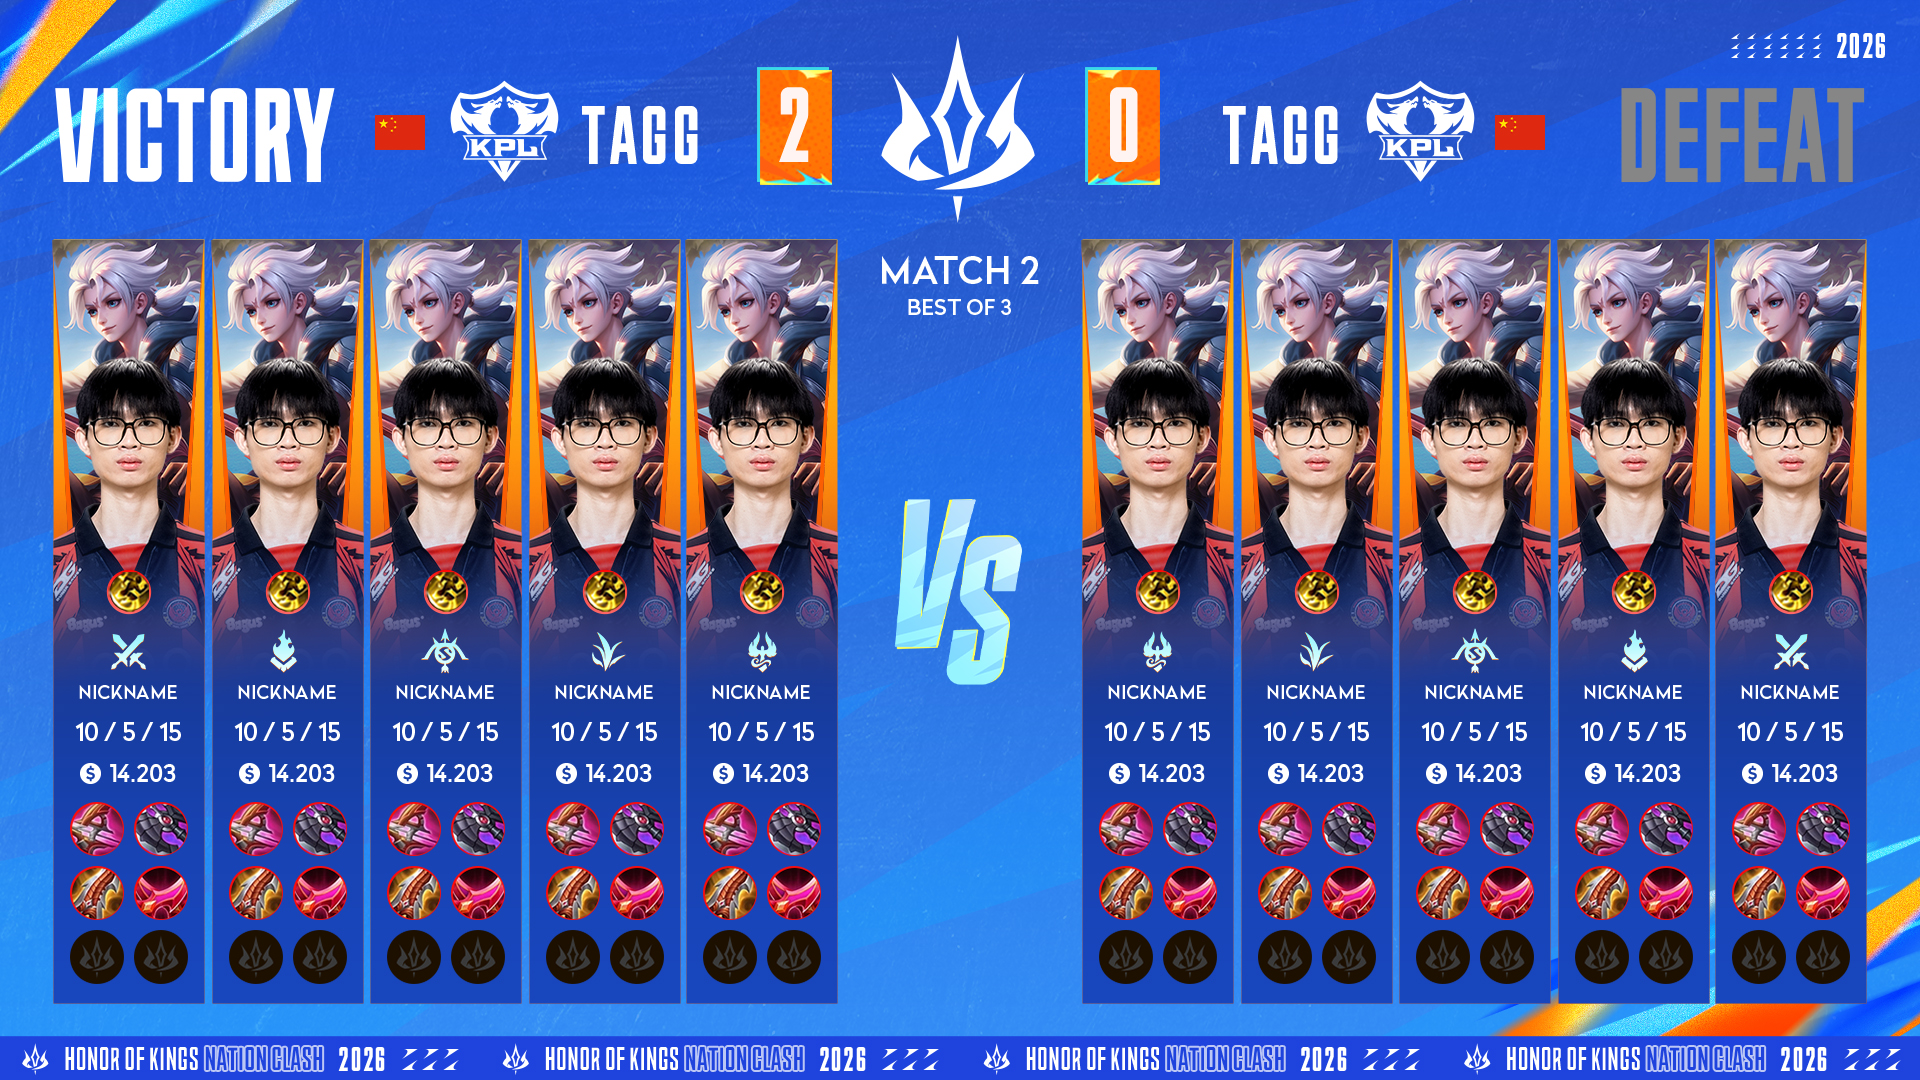 2026
VICTORY
KPL
TAGG
2
0
TAGG
KPL
DEFEAT
MATCH 2
BEST OF 3
VS
NICKNAME
10 / 5 / 15
$ 14.203
NICKNAME
10 / 5 / 15
$ 14.203
NICKNAME
10 / 5 / 15
$ 14.203
NICKNAME
10 / 5 / 15
$ 14.203
NICKNAME
10 / 5 / 15
$ 14.203
NICKNAME
10 / 5 / 15
$ 14.203
NICKNAME
10 / 5 / 15
$ 14.203
NICKNAME
10 / 5 / 15
$ 14.203
NICKNAME
10 / 5 / 15
$ 14.203
NICKNAME
10 / 5 / 15
$ 14.203
HONOR OF KINGS NATION CLASH 2026
HONOR OF KINGS NATION CLASH 2026
HONOR OF KINGS NATION CLASH 2026
HONOR OF KINGS NATION CLASH 2026